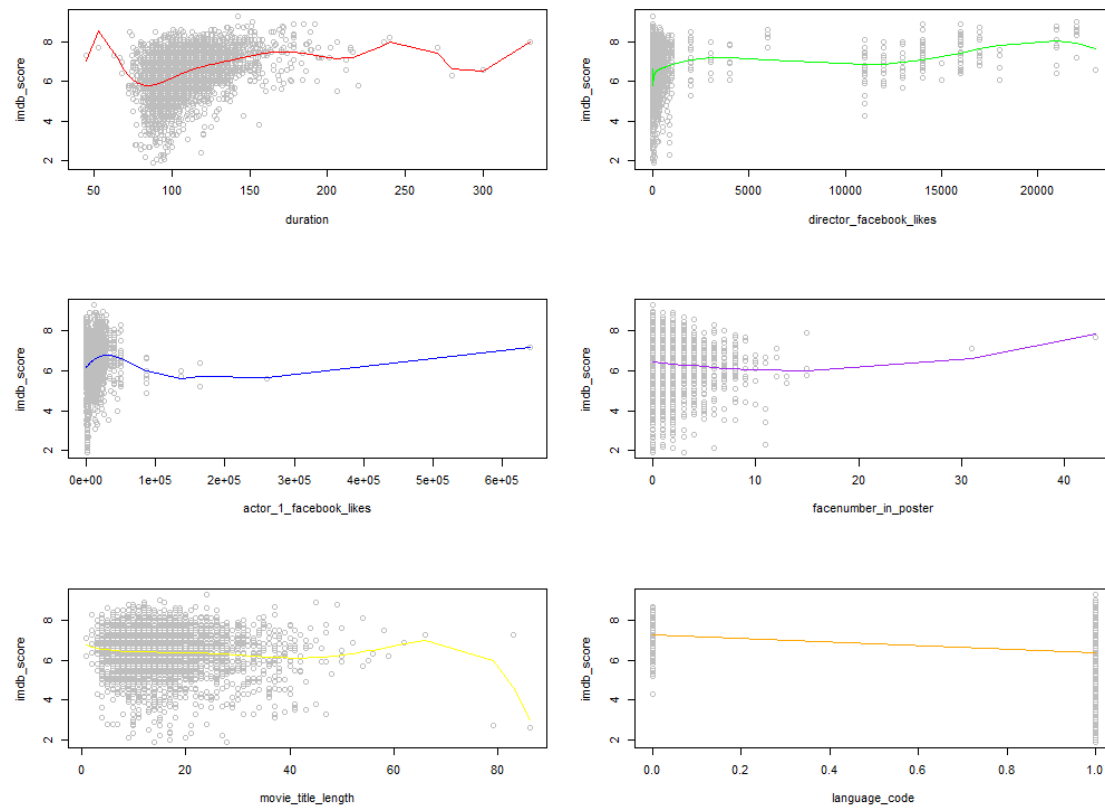 imdb_score
8
6
4
2
50 100 150 200 250 300
duration
imdb_score
8
6
4
2
0 5000 10000 15000 20000
director_facebook_likes
imdb_score
8
6
4
2
0e+00 1e+05 2e+05 3e+05 4e+05 5e+05 6e+05
actor_1_facebook_likes
imdb_score
8
6
4
2
0 10 20 30 40
facenumber_in_poster
imdb_score
8
6
4
2
0 20 40 60 80
movie_title_length
imdb_score
8
6
4
2
0.0 0.2 0.4 0.6 0.8 1.0
language_code